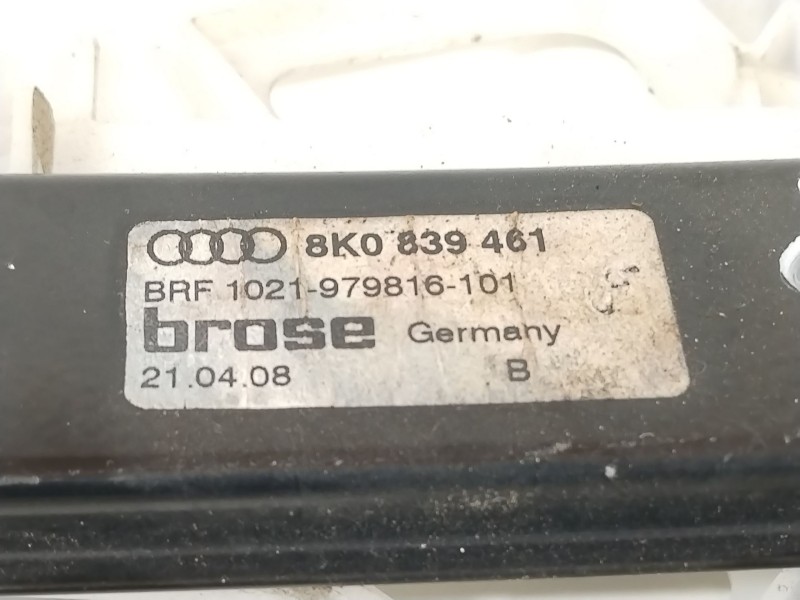 8K0 839 461
BRF 1021-979816-101
brose Germany
21.04.08 B